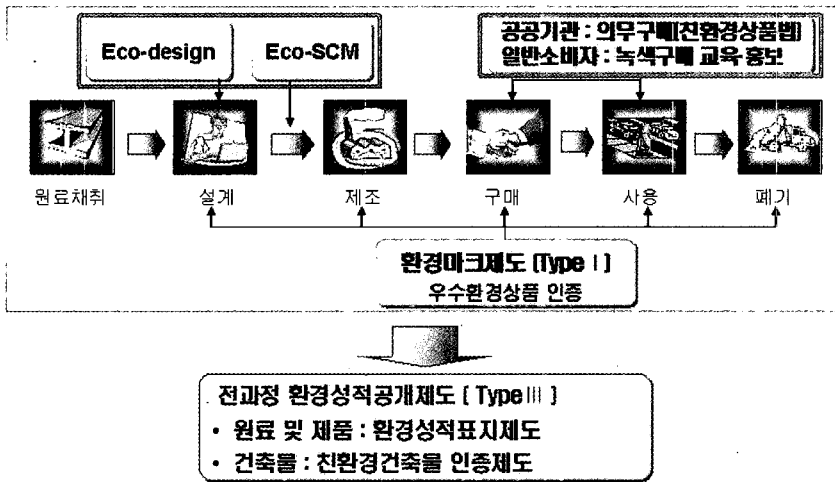 Eco-design
Eco-SCM
공공기관 : 의무구매[친환경상품법]
일반소비자 : 녹색구매 교육·홍보
원료채취
설계
제조
구매
사용
폐기
환경마크제도 (Type Ⅰ)
우수환경상품 인증
전과정 환경성적공개제도 ( Type Ⅲ )
• 원료 및 제품 : 환경성적표지제도
• 건축물 : 친환경건축물 인증제도